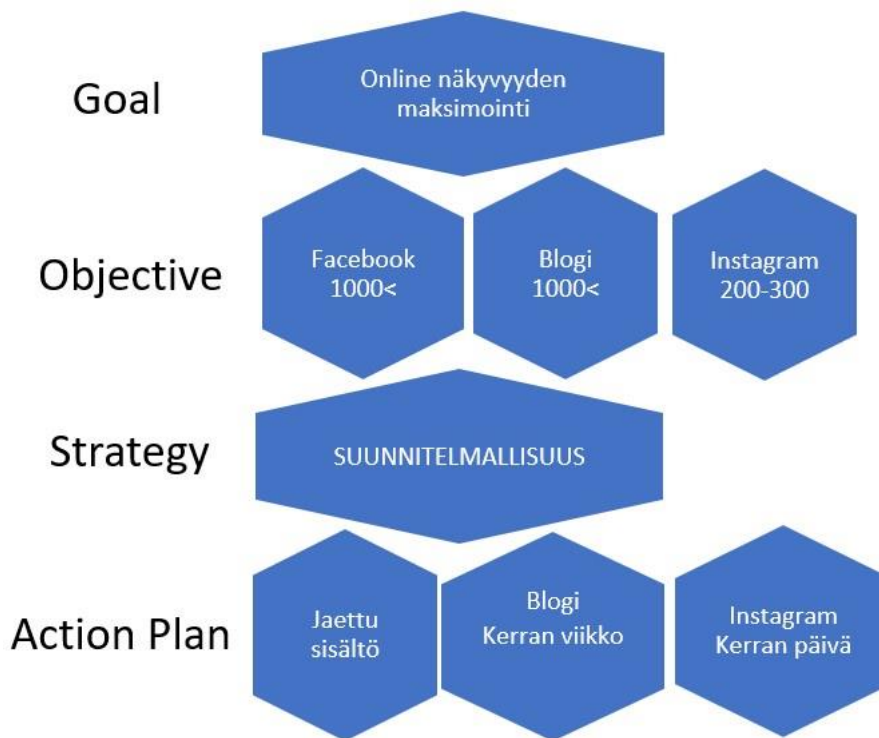 Goal
Online näkyvyyden
maksimointi
Objective
Facebook
1000<
Blogi
1000<
Instagram
200-300
Strategy
SUUNNITELMALLISUUS
Action Plan
Jaettu
sisältö
Blogi
Kerran viikko
Instagram
Kerran päivä